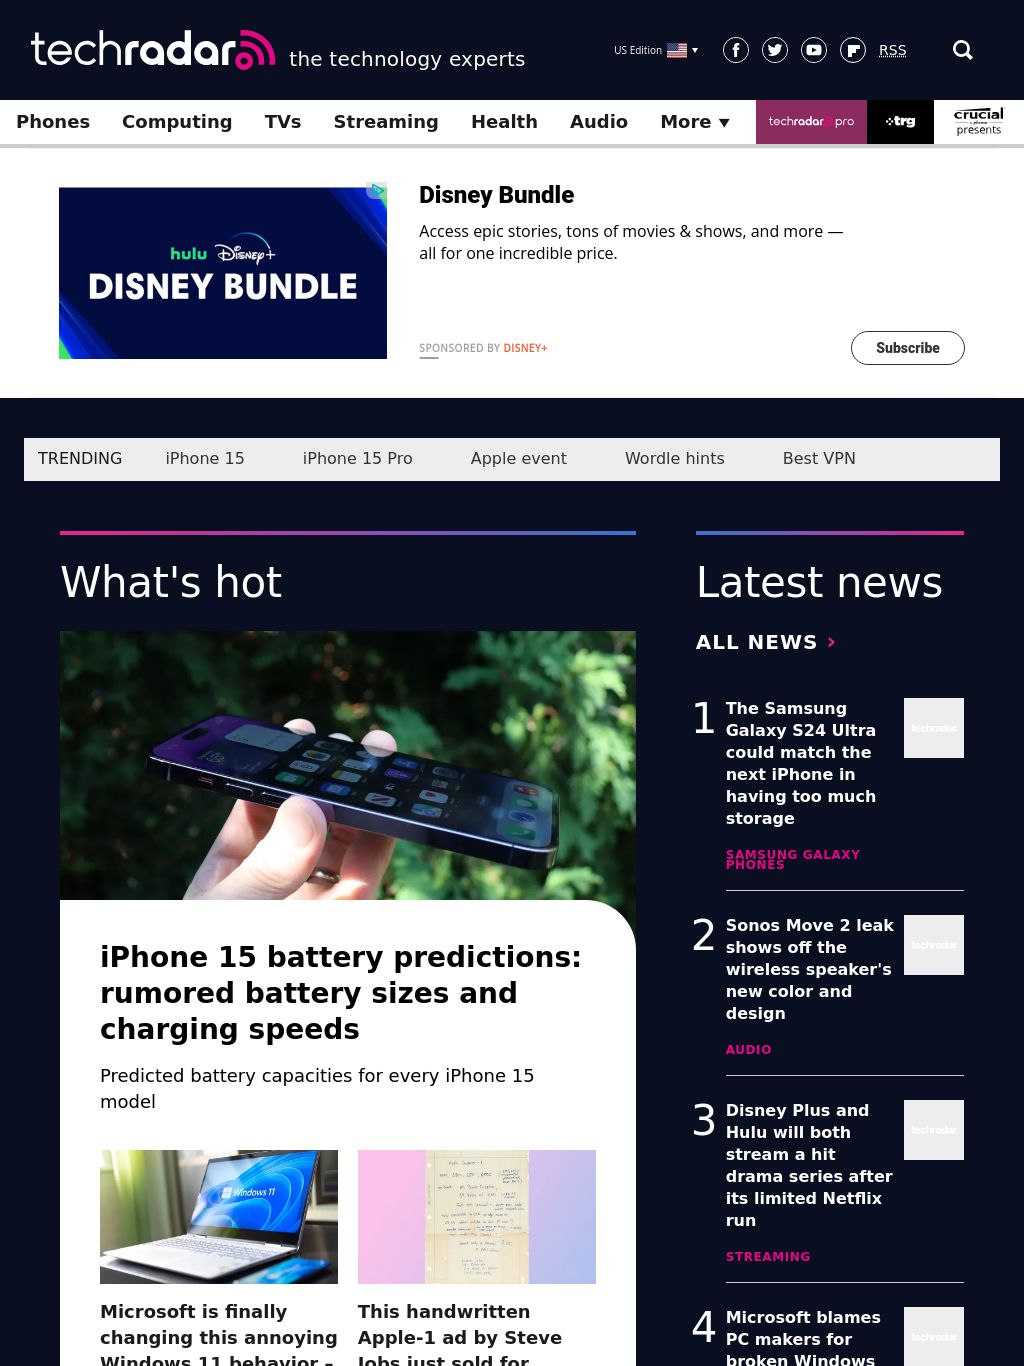 techradar
the technology experts
US Edition
RSS
Phones
Computing
TVs
Streaming
Health
Audio
More
techradar pro
trg
crucial
presents
hulu Disney+
DISNEY BUNDLE
Disney Bundle
Access epic stories, tons of movies & shows, and more —
all for one incredible price.
SPONSORED BY DISNEY+
Subscribe
TRENDING
iPhone 15
iPhone 15 Pro
Apple event
Wordle hints
Best VPN
What's hot
iPhone 15 battery predictions:
rumored battery sizes and
charging speeds
Predicted battery capacities for every iPhone 15
model
Windows 11
Microsoft is finally
changing this annoying
Windows 11 behavior –
This handwritten
Apple-1 ad by Steve
Jobs just sold for
Latest news
ALL NEWS ›
1
The Samsung
Galaxy S24 Ultra
could match the
next iPhone in
having too much
storage
techradar
SAMSUNG GALAXY
PHONES
2
Sonos Move 2 leak
shows off the
wireless speaker's
new color and
design
techradar
AUDIO
3
Disney Plus and
Hulu will both
stream a hit
drama series after
its limited Netflix
run
techradar
STREAMING
4
Microsoft blames
PC makers for
broken Windows
techradar